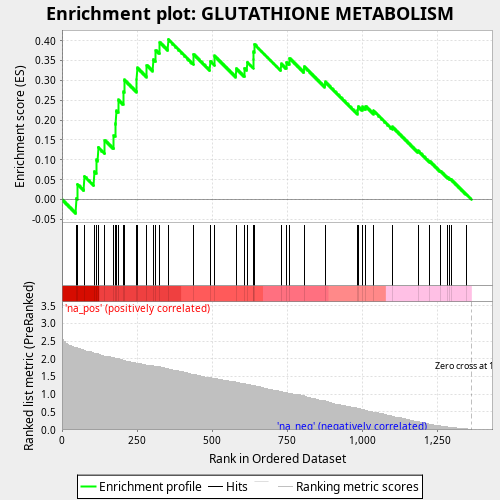 Enrichment plot: GLUTATHIONE METABOLISM
Enrichment score (ES)
0.40
0.35
0.30
0.25
0.20
0.15
0.10
0.05
0.00
-0.05
'na_pos' (positively correlated)
Ranked list metric (PreRanked)
3.5
3.0
2.5
2.0
1.5
1.0
0.5
0.0
Zero cross at 1
'na_neg' (negatively correlated)
0
250
500
750
1,000
1,250
Rank in Ordered Dataset
Enrichment profile
Hits
Ranking metric scores